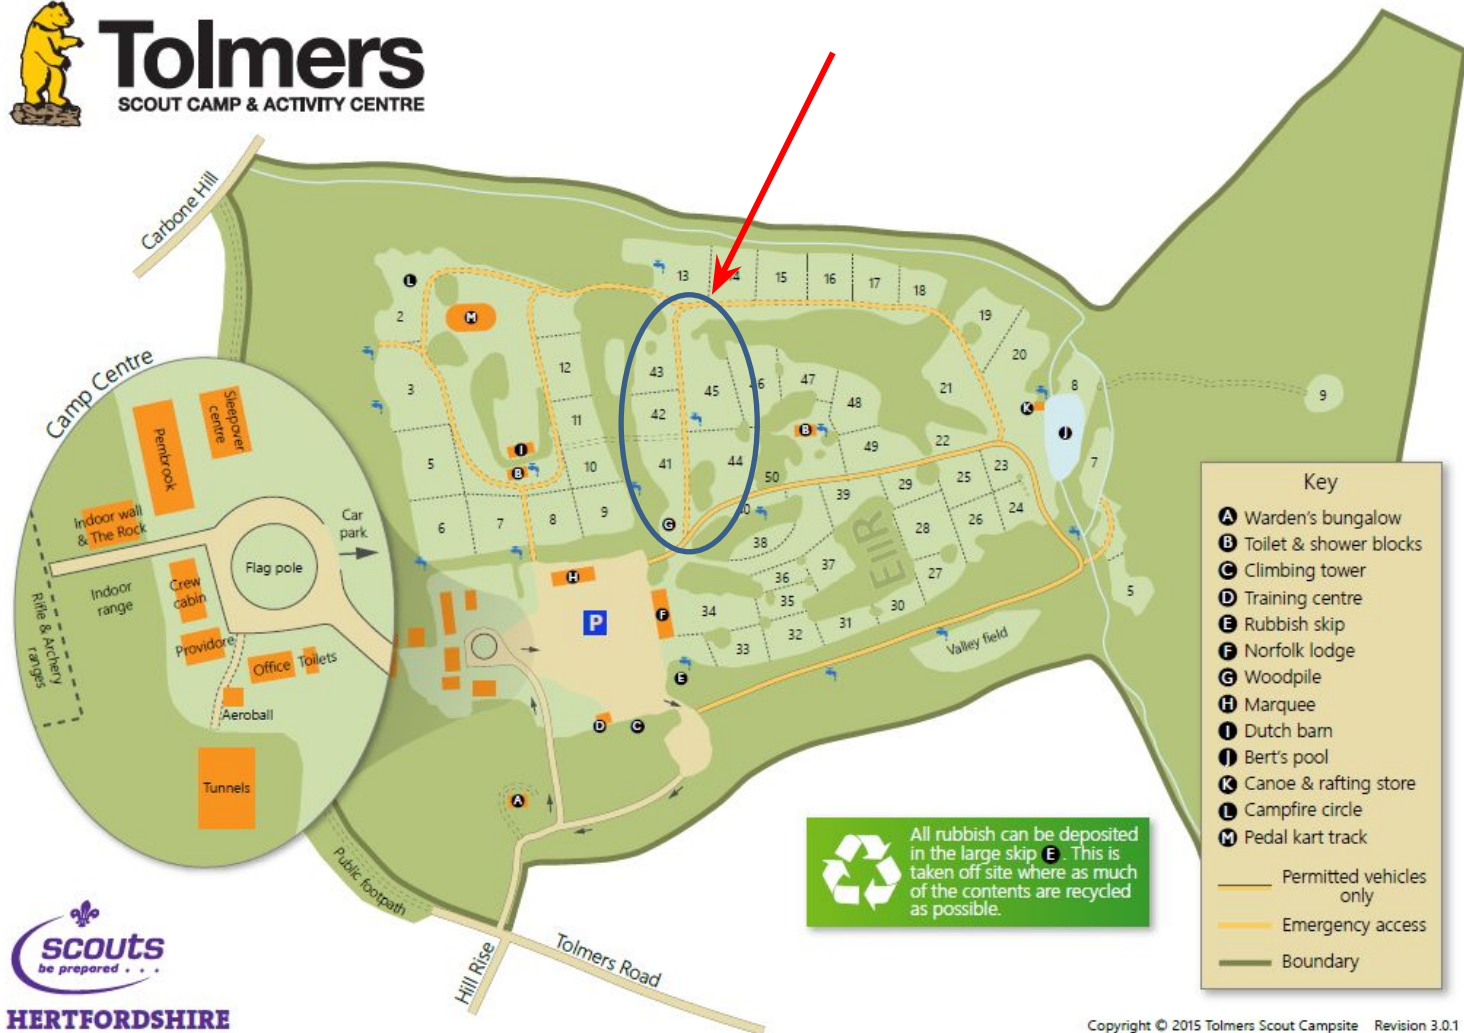 Tolmers
SCOUT CAMP & ACTIVITY CENTRE
Carbone Hill
Camp Centre
Sleepover
centre
Pembrook
Indoor wall
& The Rock
Car
park
Flag pole
Indoor
range
Crew
cabin
Rifle & Archery
ranges
Providore
Office
Toilets
Aeroball
Tunnels
L
2
M
3
5
6
7
8
9
10
11
12
I
B
13
14
15
16
17
18
19
20
21
22
23
24
25
26
27
28
29
30
31
32
33
34
35
36
37
38
39
40
41
42
43
44
45
46
47
48
49
50
B
G
H
P
F
E
D
C
A
K
J
8
7
9
5
EIIR
Valley field
Public footpath
Hill Rise
Tolmers Road
Key
A Warden's bungalow
B Toilet & shower blocks
C Climbing tower
D Training centre
E Rubbish skip
F Norfolk lodge
G Woodpile
H Marquee
I Dutch barn
J Bert's pool
K Canoe & rafting store
L Campfire circle
M Pedal kart track
Permitted vehicles
only
Emergency access
Boundary
All rubbish can be deposited
in the large skip E . This is
taken off site where as much
of the contents are recycled
as possible.
scouts
be prepared . . .
HERTFORDSHIRE
Copyright © 2015 Tolmers Scout Campsite Revision 3.0.1